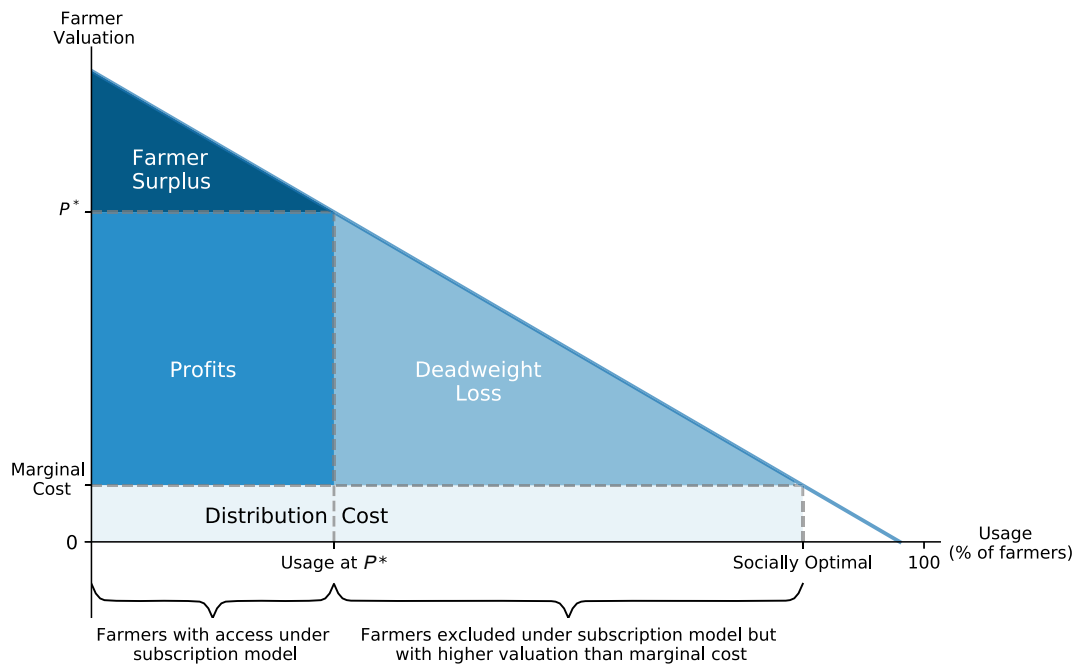 Farmer
Valuation
Farmer
Surplus
P*
Profits
Deadweight
Loss
Marginal
Cost
Distribution Cost
0
Usage at P*
Socially Optimal
100
Usage
(% of farmers)
Farmers with access under
subscription model
Farmers excluded under subscription model but
with higher valuation than marginal cost